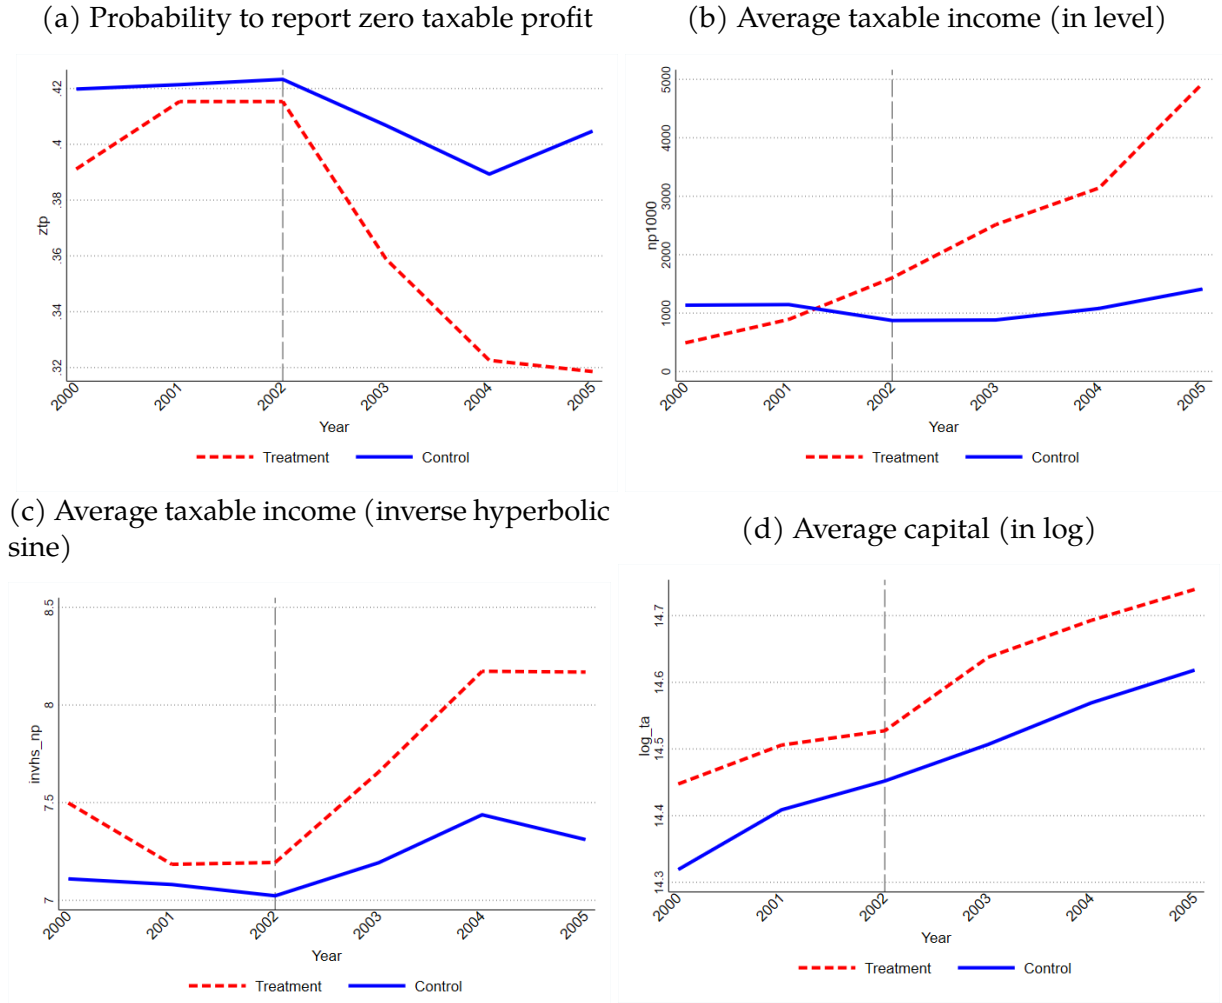 (a) Probability to report zero taxable profit
.42
.4
.38
.36
.34
.32
ztp
2000 2001 2002 2003 2004 2005
Year
Treatment Control
(b) Average taxable income (in level)
5000
4000
3000
2000
1000
0
np1000
2000 2001 2002 2003 2004 2005
Year
Treatment Control
(c) Average taxable income (inverse hyperbolic
sine)
8.5
8
7.5
7
invhs_np
2000 2001 2002 2003 2004 2005
Year
Treatment Control
(d) Average capital (in log)
14.7
14.6
14.5
14.4
14.3
log_ta
2000 2001 2002 2003 2004 2005
Year
Treatment Control